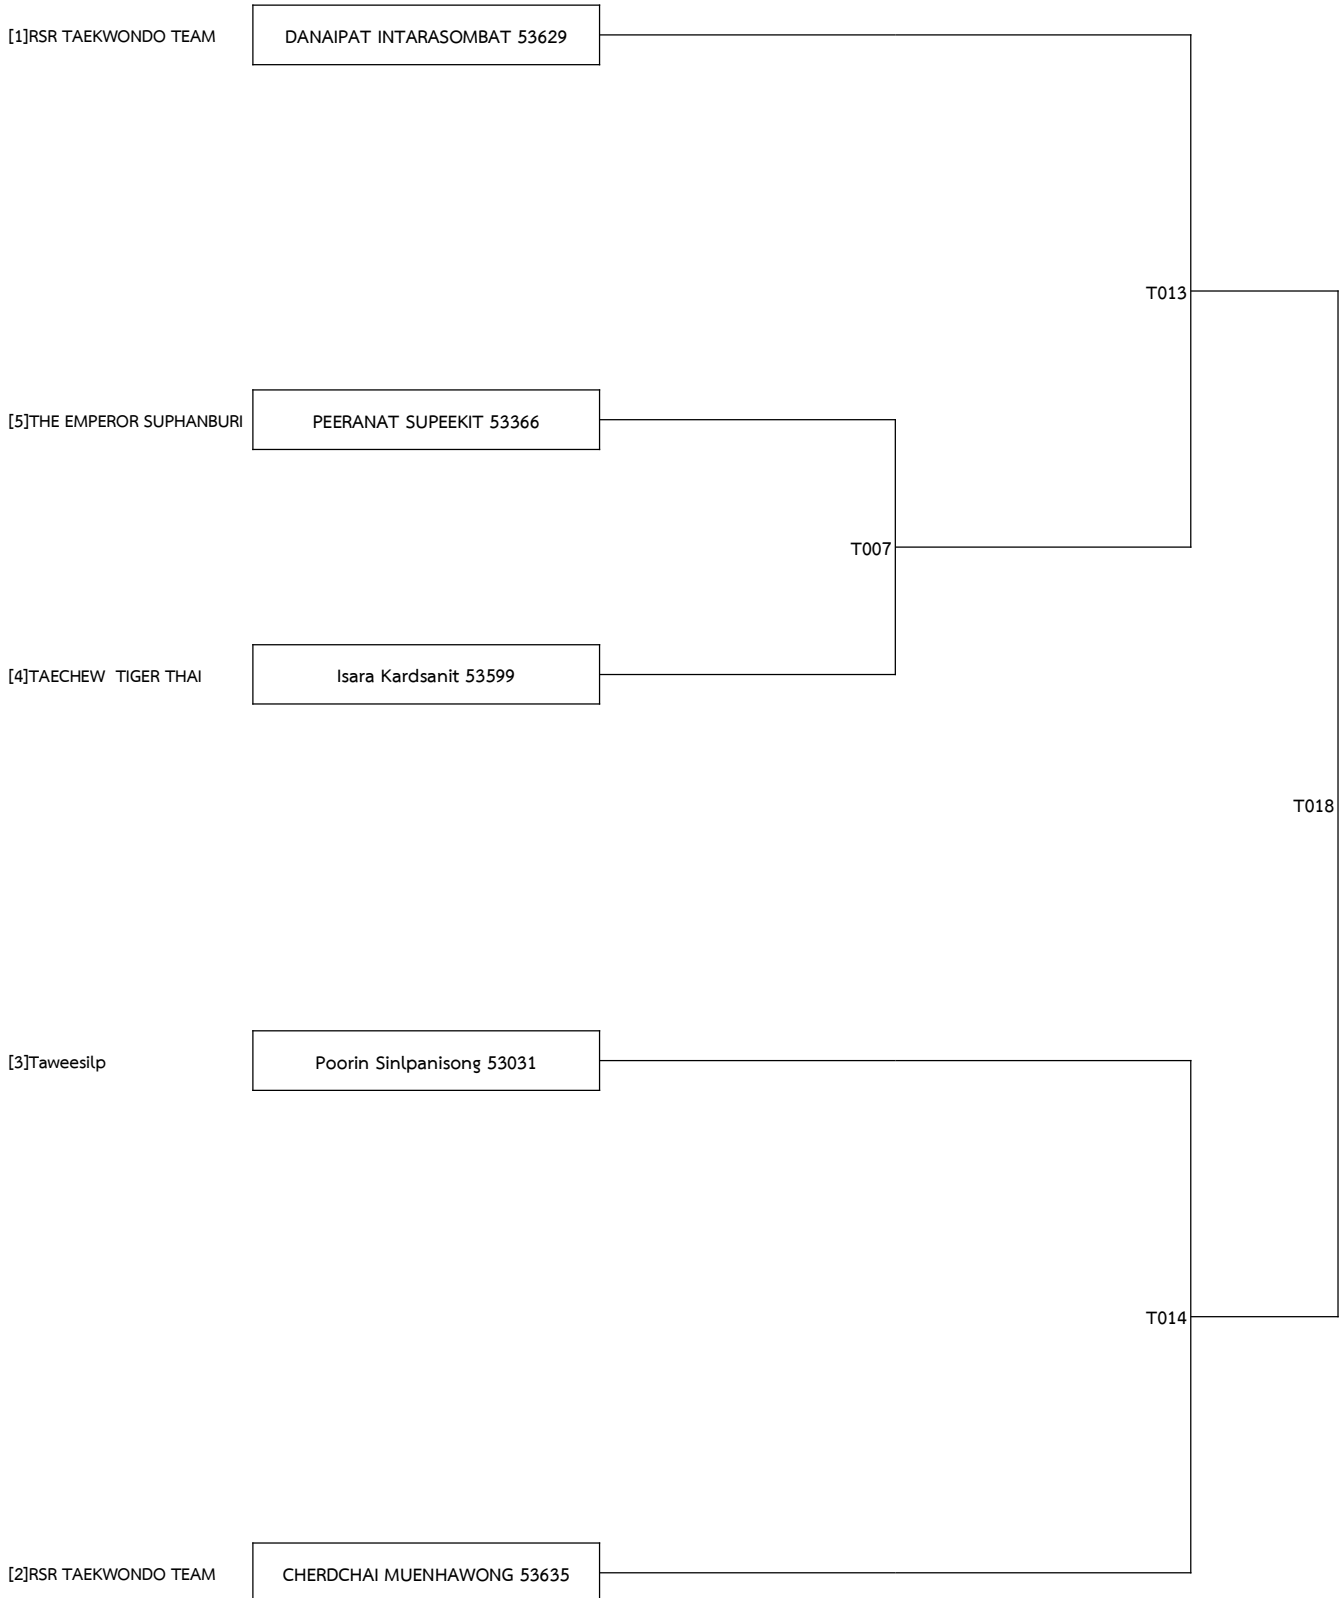 [1]RSR TAEKWONDO TEAM DANAIPAT INTARASOMBAT 53629
T013
[5]THE EMPEROR SUPHANBURI PEERANAT SUPEEKIT 53366
T007
[4]TAECHEW  TIGER THAI Isara Kardsanit 53599
T018
[3]Taweesilp Poorin Sinlpanisong 53031
T014
[2]RSR TAEKWONDO TEAM CHERDCHAI MUENHAWONG 53635